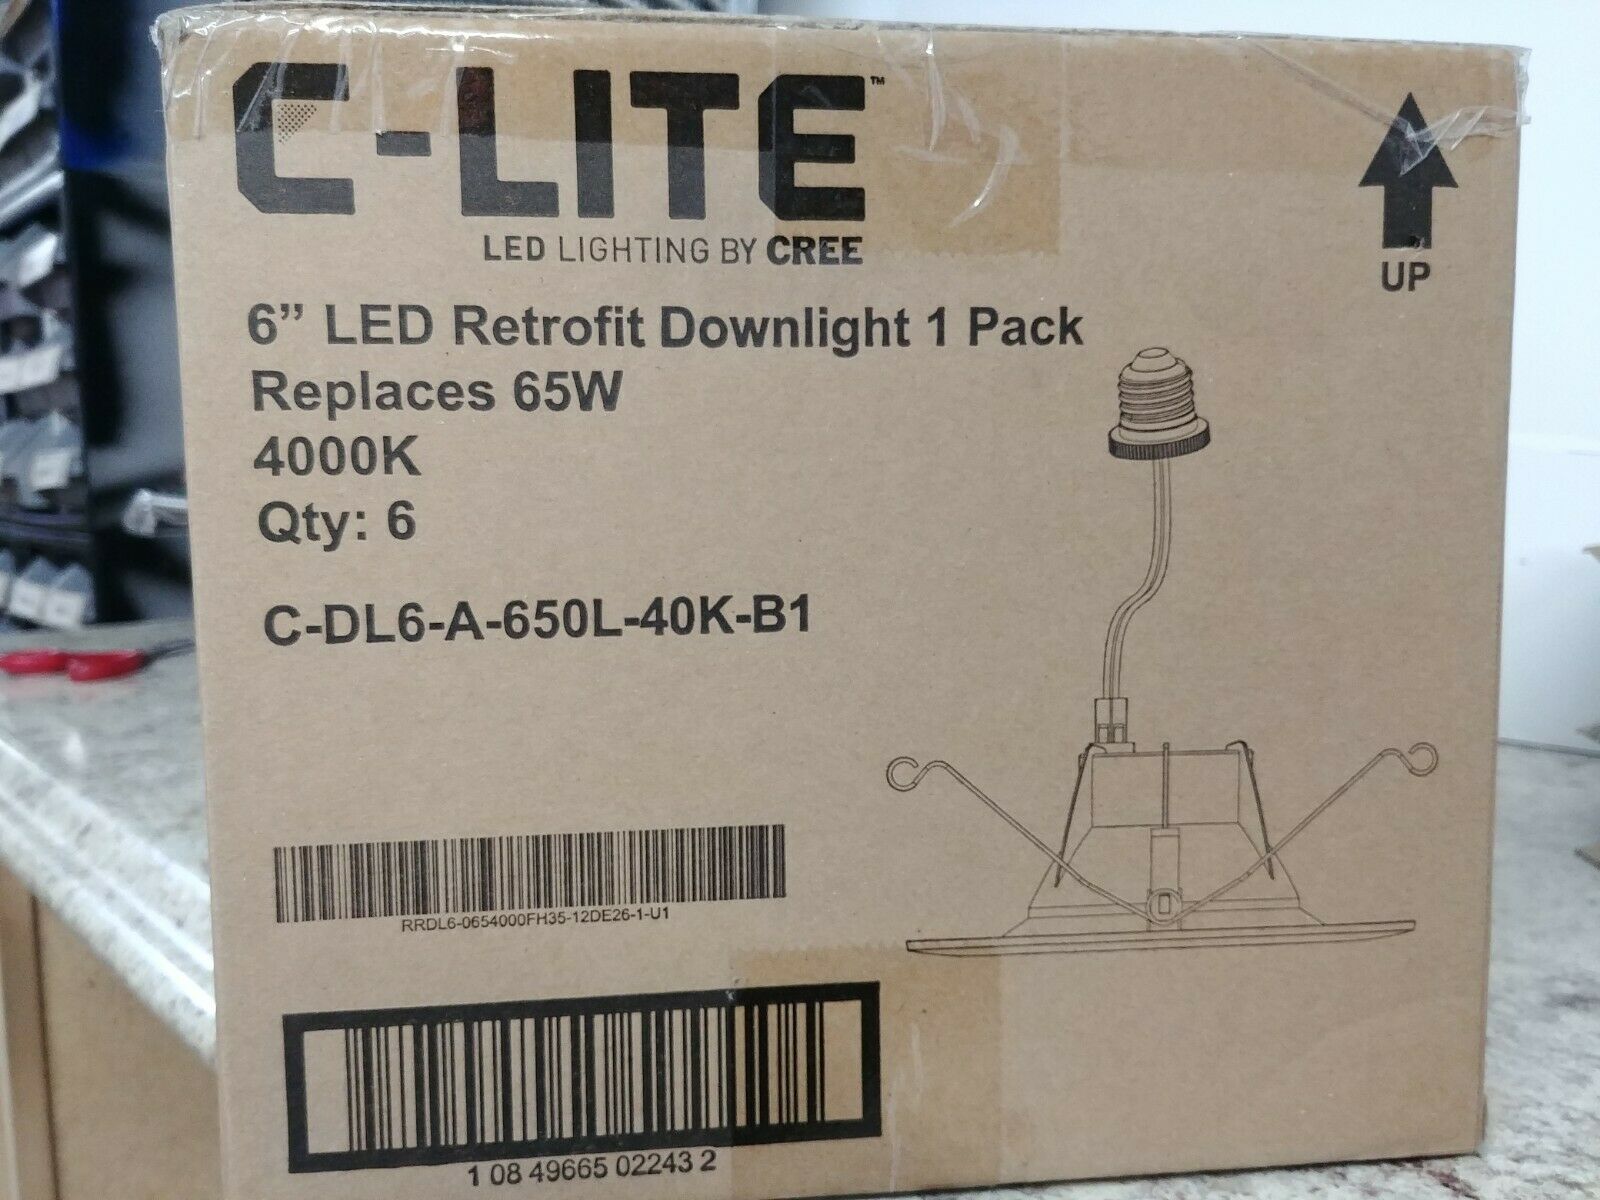 C-LITE™
LED LIGHTING BY CREE
UP
6” LED Retrofit Downlight 1 Pack
Replaces 65W
4000K
Qty: 6
C-DL6-A-650L-40K-B1
RRDL6-0654000FH35-12DE26-1-U1
1 08 49665 02243 2